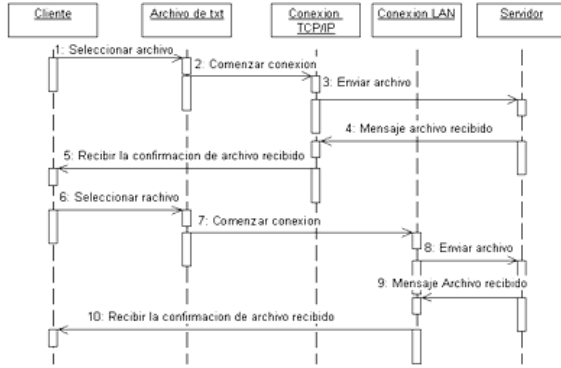 Cliente
Archivo de txt
Conexion
TCP/IP
Conexion LAN
Servidor
1: Seleccionar archivo
2: Comenzar conexion
3: Enviar archivo
4: Mensaje archivo recibido
5: Recibir la confirmacion de archivo recibido
6: Seleccionar rachivo
7: Comenzar conexion
8: Enviar archivo
9: Mensaje Archivo recibido
10: Recibir la confirmacion de archivo recibido